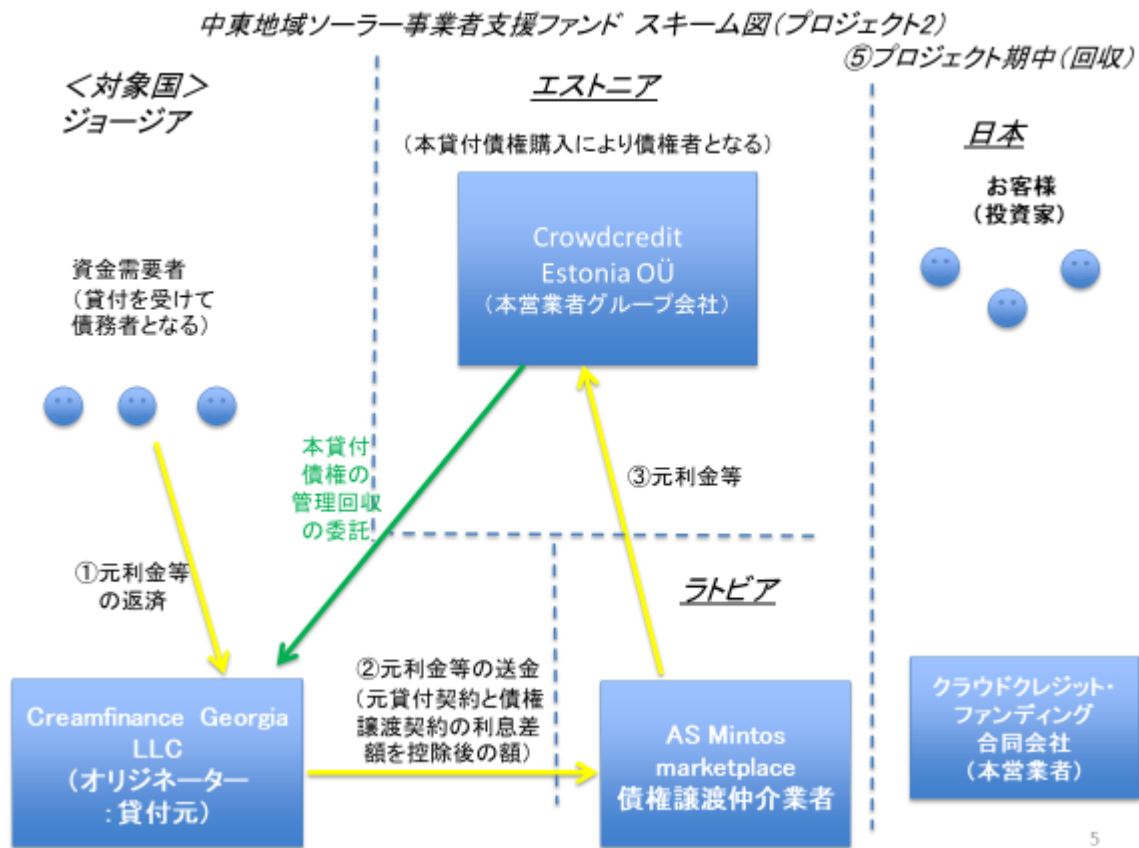 中東地域ソーラー事業者支援ファンド スキーム図(プロジェクト2)
⑤プロジェクト期中(回収)
＜対象国＞
ジョージア
エストニア
(本貸付債権購入により債権者となる)
日本
お客様
(投資家)
Crowdcredit
Estonia OÜ
(本営業者グループ会社)
資金需要者
(貸付を受けて
債務者となる)
本貸付
債権の
管理回収
の委託
③元利金等
①元利金等
の返済
ラトビア
②元利金等の送金
(元貸付契約と債権
譲渡契約の利息差
額を控除後の額)
Creamfinance Georgia
LLC
(オリジネーター
:貸付元)
AS Mintos
marketplace
債権譲渡仲介業者
クラウドクレジット・
ファンディング
合同会社
(本営業者)
5